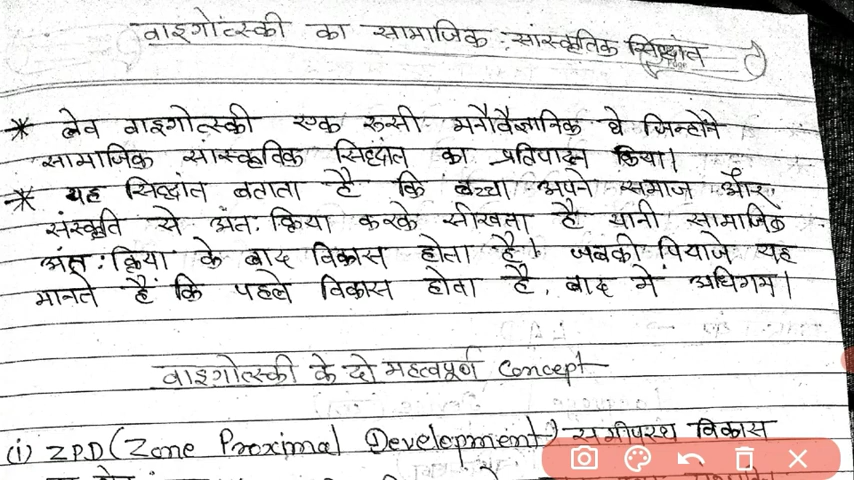 वाइगोत्स्की का सामाजिक : सांस्कृतिक सिद्धांत
* लेव वाइगोत्स्की एक रूसी मनोवैज्ञानिक थे जिन्होंने
सामाजिक सांस्कृतिक सिद्धांत का प्रतिपादन किया।
* यह सिद्धांत बताता है कि बच्चा अपने समाज और
संस्कृति से अंत: क्रिया करके सीखता है यानी सामाजिक
अंत: क्रिया के बाद विकास होता है। जबकी पियाजे यह
मानते हैं कि पहले विकास होता है, बाद में अधिगम।
वाइगोत्स्की के दो महत्वपूर्ण Concept
(i) ZPD (Zone Proximal Development) समीपस्थ विकास